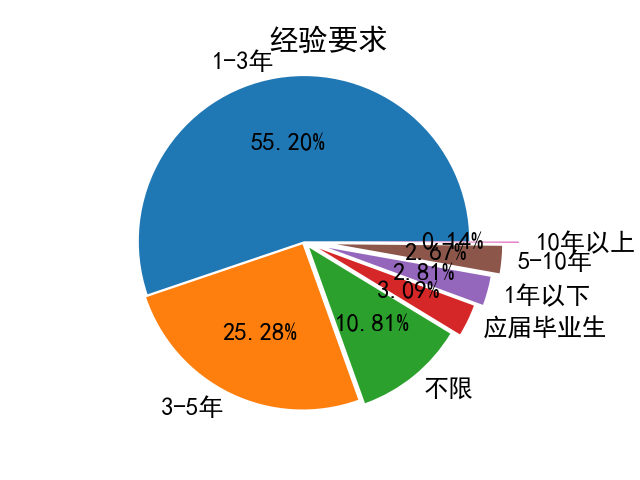 经验要求
1-3年
55.20%
0.14%
10年以上
2.67%
5-10年
2.81%
1年以下
3.09%
应届毕业生
10.81%
不限
25.28%
3-5年